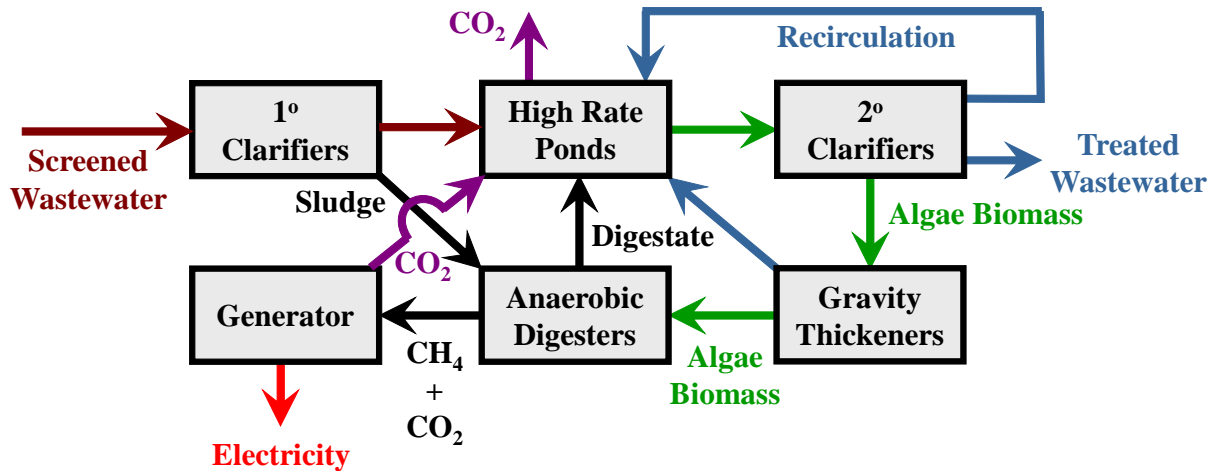 CO₂
Recirculation
1º
Clarifiers
High Rate
Ponds
2º
Clarifiers
Screened
Wastewater
Treated
Wastewater
Sludge
Algae Biomass
Digestate
CO₂
Generator
Anaerobic
Digesters
Gravity
Thickeners
CH₄
+
CO₂
Algae
Biomass
Electricity